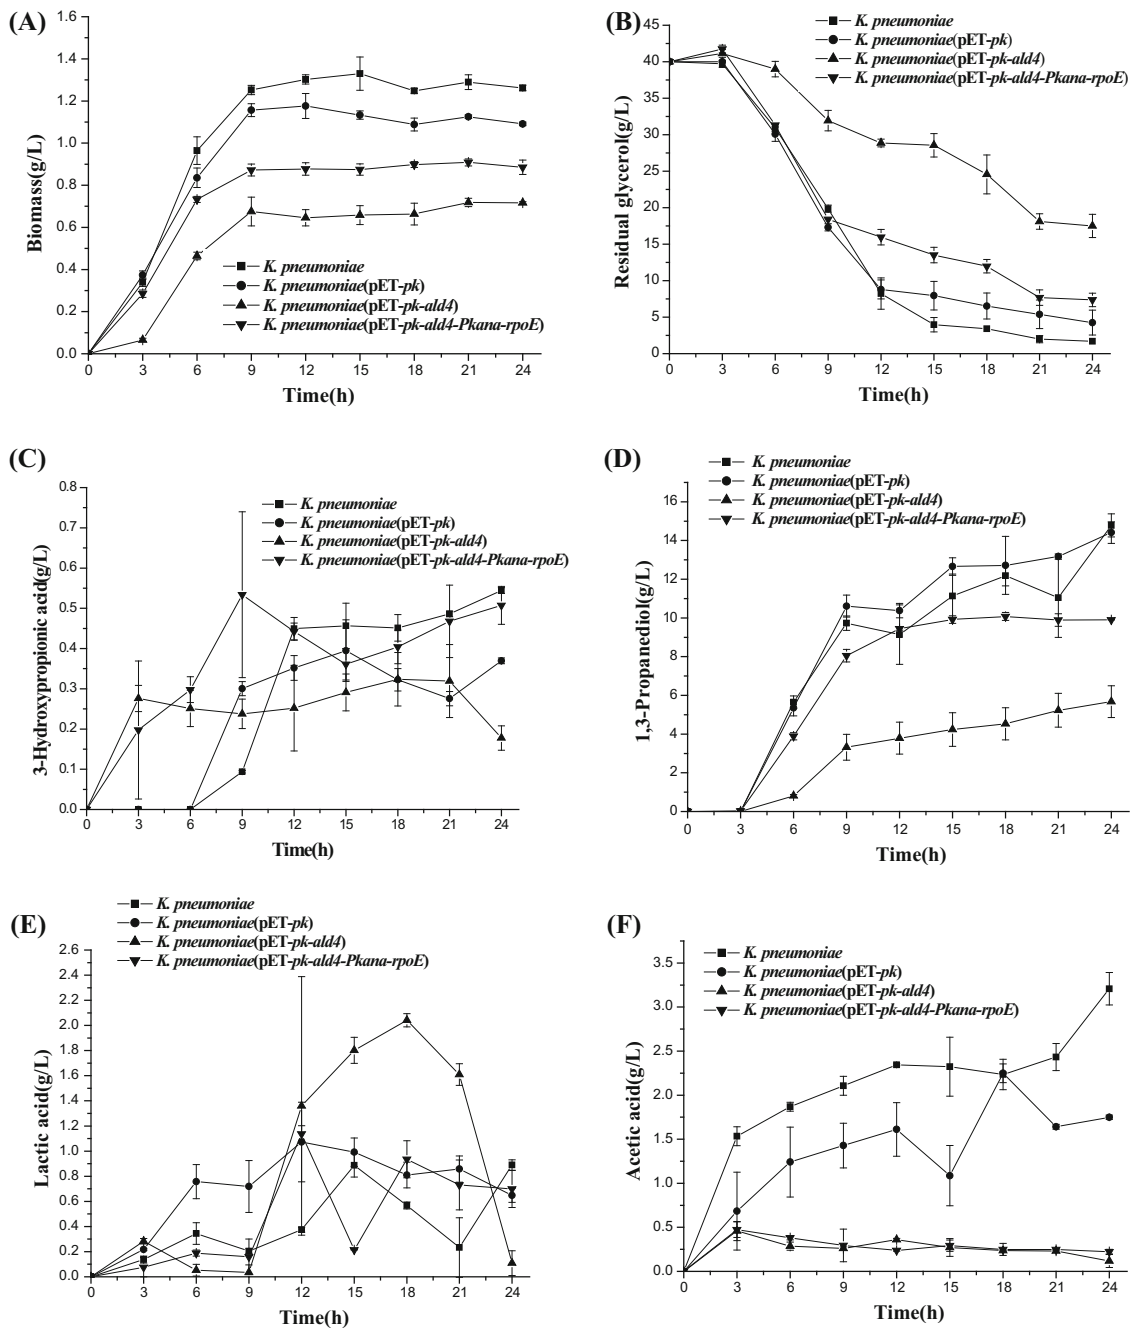 (A)
1.6
1.4
1.2
1.0
0.8
0.6
0.4
0.2
0.0
Biomass(g/L)
K. pneumoniae
K. pneumoniae(pET-pk)
K. pneumoniae(pET-pk-ald4)
K. pneumoniae(pET-pk-ald4-Pkana-rpoE)
0 3 6 9 12 15 18 21 24
Time(h)
(B)
K. pneumoniae
K. pneumoniae(pET-pk)
K. pneumoniae(pET-pk-ald4)
K. pneumoniae(pET-pk-ald4-Pkana-rpoE)
45
40
35
30
25
20
15
10
5
0
Residual glycerol(g/L)
0 3 6 9 12 15 18 21 24
Time(h)
(C)
0.8
0.7
0.6
0.5
0.4
0.3
0.2
0.1
0.0
3-Hydroxypropionic acid(g/L)
K. pneumoniae
K. pneumoniae(pET-pk)
K. pneumoniae(pET-pk-ald4)
K. pneumoniae(pET-pk-ald4-Pkana-rpoE)
0 3 6 9 12 15 18 21 24
Time(h)
(D)
K. pneumoniae
K. pneumoniae(pET-pk)
K. pneumoniae(pET-pk-ald4)
K. pneumoniae(pET-pk-ald4-Pkana-rpoE)
16
14
12
10
8
6
4
2
0
1,3-Propanediol(g/L)
0 3 6 9 12 15 18 21 24
Time(h)
(E)
K. pneumoniae
K. pneumoniae(pET-pk)
K. pneumoniae(pET-pk-ald4)
K. pneumoniae(pET-pk-ald4-Pkana-rpoE)
2.6
2.4
2.2
2.0
1.8
1.6
1.4
1.2
1.0
0.8
0.6
0.4
0.2
0.0
Lactic acid(g/L)
0 3 6 9 12 15 18 21 24
Time(h)
(F)
K. pneumoniae
K. pneumoniae(pET-pk)
K. pneumoniae(pET-pk-ald4)
K. pneumoniae(pET-pk-ald4-Pkana-rpoE)
3.5
3.0
2.5
2.0
1.5
1.0
0.5
0.0
Acetic acid(g/L)
0 3 6 9 12 15 18 21 24
Time(h)